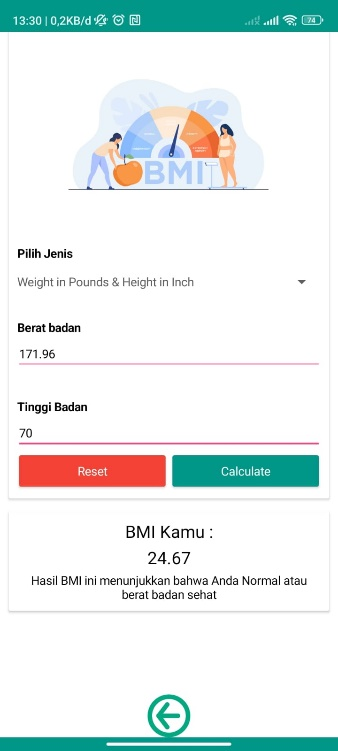 13:30 | 0,2KB/d
74
BMI
Pilih Jenis
Weight in Pounds & Height in Inch
Berat badan
171.96
Tinggi Badan
70
Reset
Calculate
BMI Kamu :
24.67
Hasil BMI ini menunjukkan bahwa Anda Normal atau
berat badan sehat